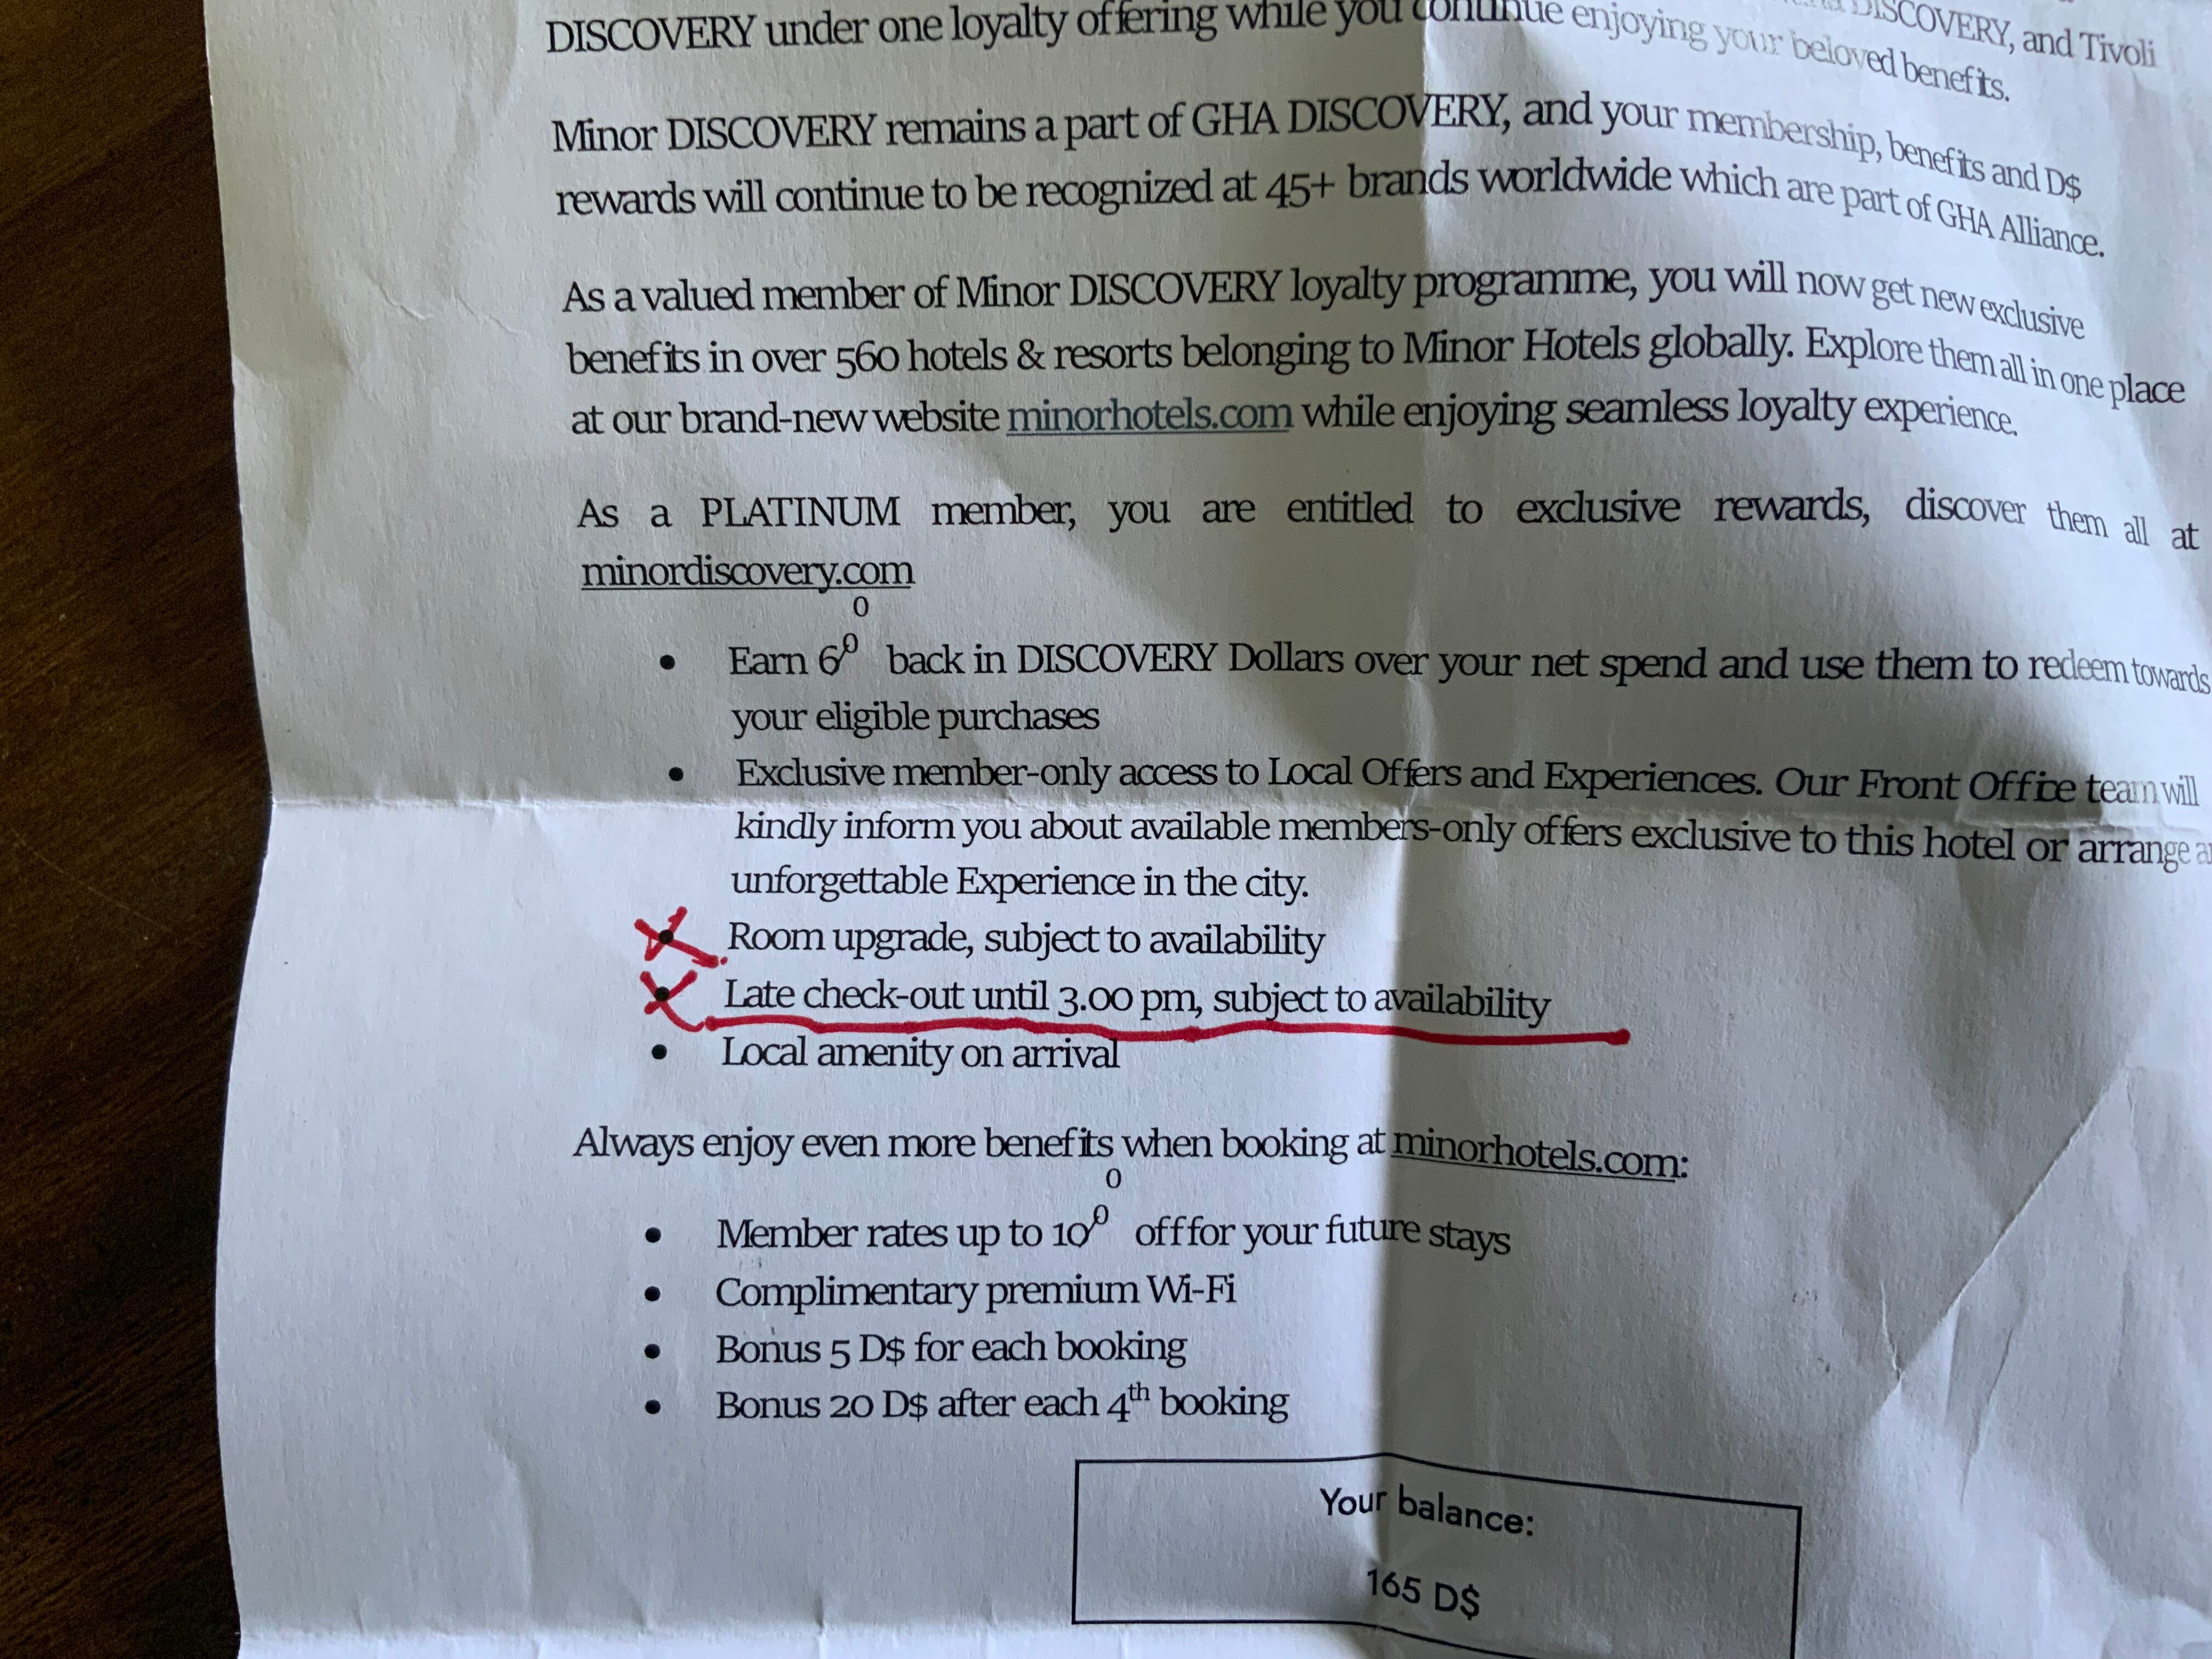 DISCOVERY, and Tivoli
DISCOVERY under one loyalty offering while you continue enjoying your beloved benefits.
Minor DISCOVERY remains a part of GHA DISCOVERY, and your membership, benefits and D$
rewards will continue to be recognized at 45+ brands worldwide which are part of GHA Alliance.
As a valued member of Minor DISCOVERY loyalty programme, you will now get new exclusive
benefits in over 560 hotels & resorts belonging to Minor Hotels globally. Explore them all in one place
at our brand-new website minorhotels.com while enjoying seamless loyalty experience.
As a PLATINUM member, you are entitled to exclusive rewards, discover them all at
minordiscovery.com
• Earn 6% back in DISCOVERY Dollars over your net spend and use them to redeem towards
your eligible purchases
• Exclusive member-only access to Local Offers and Experiences. Our Front Office team will
kindly inform you about available members-only offers exclusive to this hotel or arrange
unforgettable Experience in the city.
• Room upgrade, subject to availability
• Late check-out until 3.00 pm, subject to availability
• Local amenity on arrival
Always enjoy even more benefits when booking at minorhotels.com:
• Member rates up to 10% off for your future stays
• Complimentary premium Wi-Fi
• Bonus 5 D$ for each booking
• Bonus 20 D$ after each 4th booking
Your balance:
165 D$